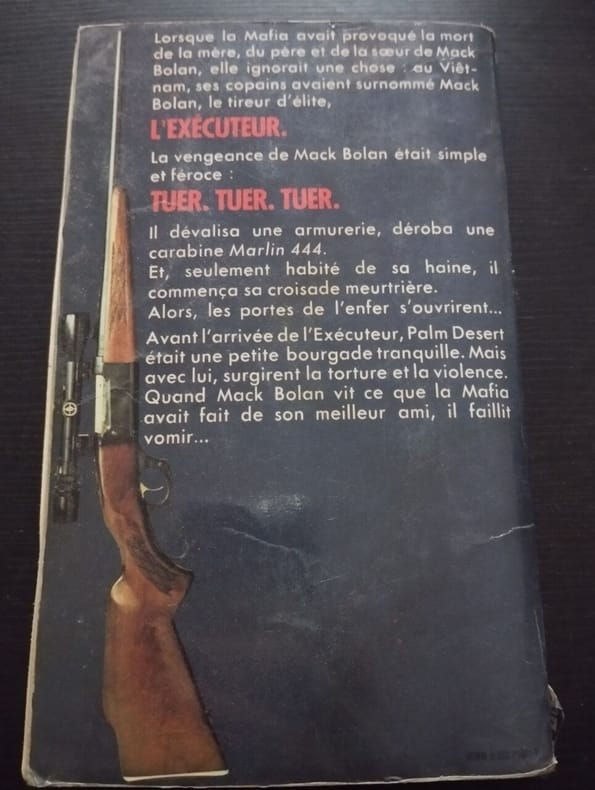 Lorsque la Mafia avait provoqué la mort
de la mère, du père et de la sœur de Mack
Bolan, elle ignorait une chose : au Viêt-
nam, ses copains avaient surnommé Mack
Bolan, le tireur d'élite,
L'EXÉCUTEUR.
La vengeance de Mack Bolan était simple
et féroce :
TUER. TUER. TUER.
Il dévalisa une armurerie, déroba une
carabine Marlin 444.
Et, seulement habité de sa haine, il
commença sa croisade meurtrière.
Alors, les portes de l'enfer s'ouvrirent...
Avant l'arrivée de l'Exécuteur, Palm Desert
était une petite bourgade tranquille. Mais
avec lui, surgirent la torture et la violence.
Quand Mack Bolan vit ce que la Mafia
avait fait de son meilleur ami, il faillit
vomir...